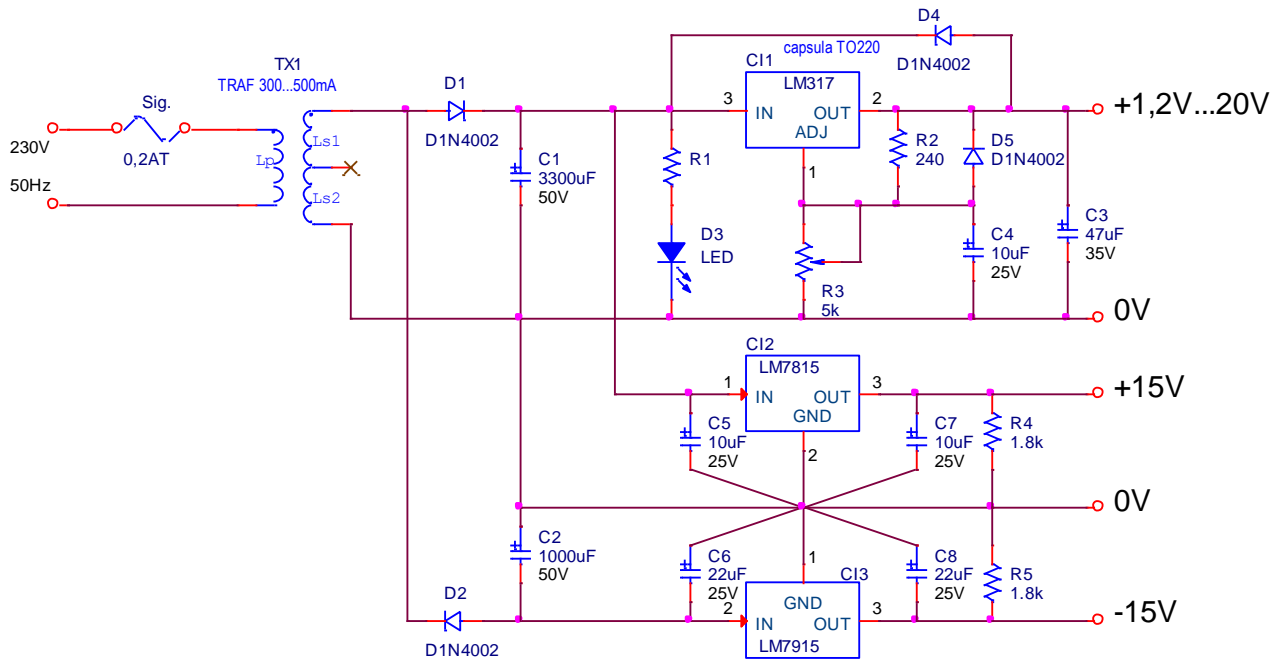 D4
D1N4002
capsula TO220
CI1
LM317
3
IN
OUT
2
ADJ
1
+1,2V...20V
TX1
TRAF 300...500mA
D1
D1N4002
Sig.
0,2AT
230V
50Hz
Lp
Ls1
Ls2
C1
3300uF
50V
R1
D3
LED
R2
240
D5
D1N4002
R3
5k
C4
10uF
25V
C3
47uF
35V
0V
CI2
LM7815
1
IN
OUT
3
GND
2
+15V
C5
10uF
25V
C7
10uF
25V
R4
1.8k
0V
C2
1000uF
50V
C6
22uF
25V
1
C8
22uF
25V
R5
1.8k
CI3
D2
D1N4002
GND
2
IN
OUT
3
LM7915
-15V